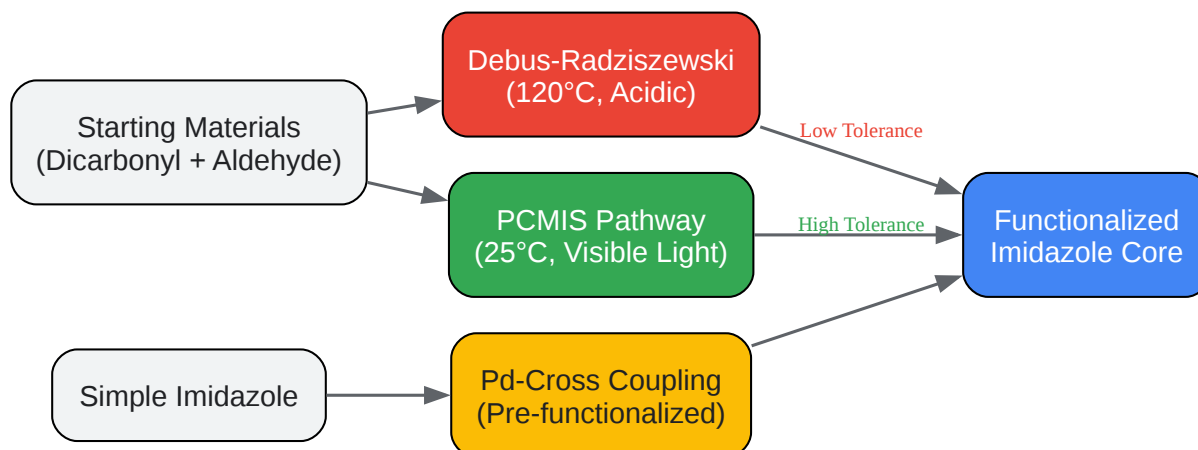 Debus-Radziszewski
(120°C, Acidic)
Starting Materials
(Dicarbonyl + Aldehyde)
Low Tolerance
PCMIS Pathway
(25°C, Visible Light)
High Tolerance
Functionalized
Imidazole Core
Simple Imidazole
Pd-Cross Coupling
(Pre-functionalized)